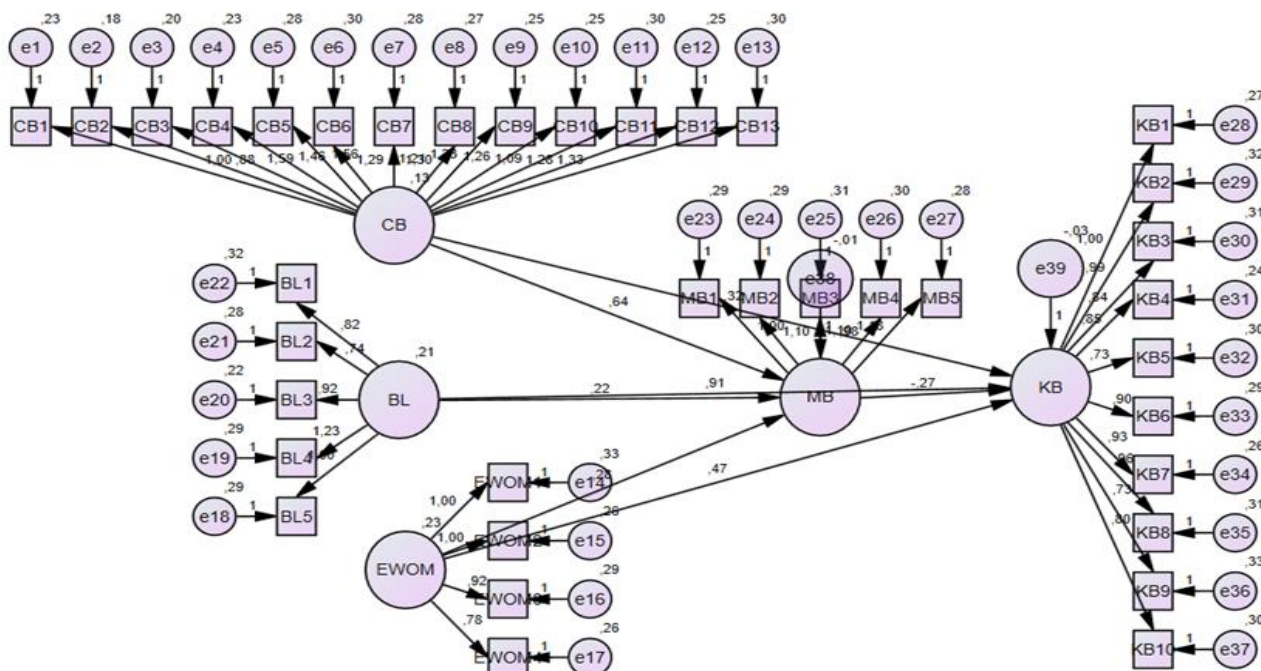 ,23 ,18 ,20 ,23 ,28 ,30 ,28 ,27 ,25 ,25 ,30 ,25 ,30
e1 e2 e3 e4 e5 e6 e7 e8 e9 e10 e11 e12 e13
1 1 1 1 1 1 1 1 1 1 1 1 1
CB1 CB2 CB3 CB4 CB5 CB6 CB7 CB8 CB9 CB10 CB11 CB12 CB13
1,00 ,88 1,59 1,46 1,29 1,26 1,09 1,33
,13
CB
,29 ,29 ,31 ,30 ,28
e23 e24 e25 e26 e27
1 1 1 1
-,01
e38
MB1 MB2 MB3 MB4 MB5
,32
,64
1,10
MB
,32 ,28 ,22 ,29 ,29
e22 e21 e20 e19 e18
1 1 1 1 1
BL1 BL2 BL3 BL4 BL5
,82 ,74 ,92 1,23
,21
BL
,22 ,91 -,27
,33
,47
1,00 1,00 ,92 ,78
,23
EWOM
1 1 1 1
e14 e15 e16 e17
,29 ,26
-,03
e39
1
KB
1,00 ,99 ,84 ,85 ,73 ,90 ,93 ,73 ,80
KB1 KB2 KB3 KB4 KB5 KB6 KB7 KB8 KB9 KB10
1 1 1 1 1 1 1 1 1 1
e28 e29 e30 e31 e32 e33 e34 e35 e36 e37
,27 ,32 ,31 ,24 ,30 ,29 ,26 ,31 ,33 ,30